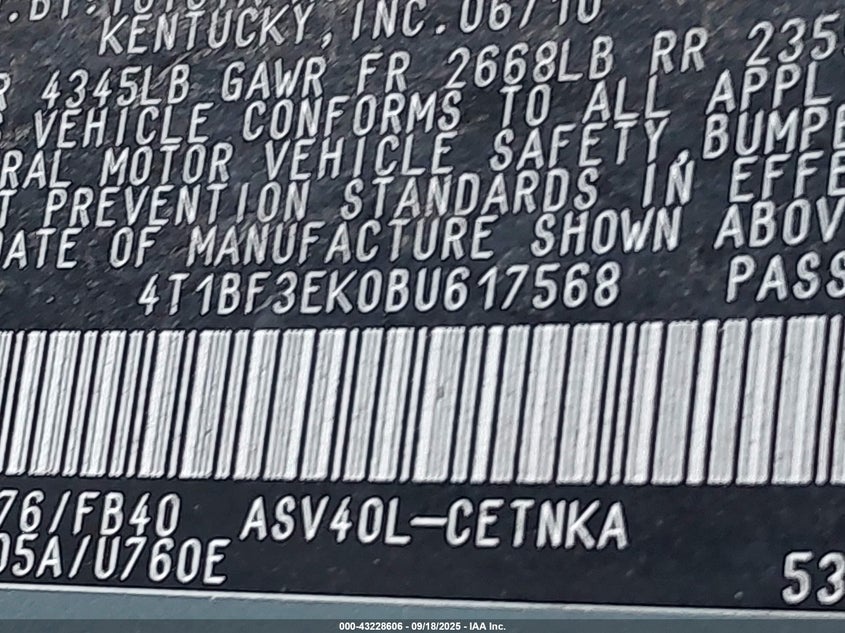 KENTUCKY, INC. 06/10
R 4345LB GAWR FR 2668LB RR 235
VEHICLE CONFORMS TO ALL APPL
RAL MOTOR VEHICLE SAFETY, BUMPE
T PREVENTION STANDARDS IN EFFE
DATE OF MANUFACTURE SHOWN ABOV
4T1BF3EK0BU617568 PASS
76/FB40 ASV40L-CETNKA
05A/U760E
53
000-43228606 - 09/18/2025 - IAA Inc.